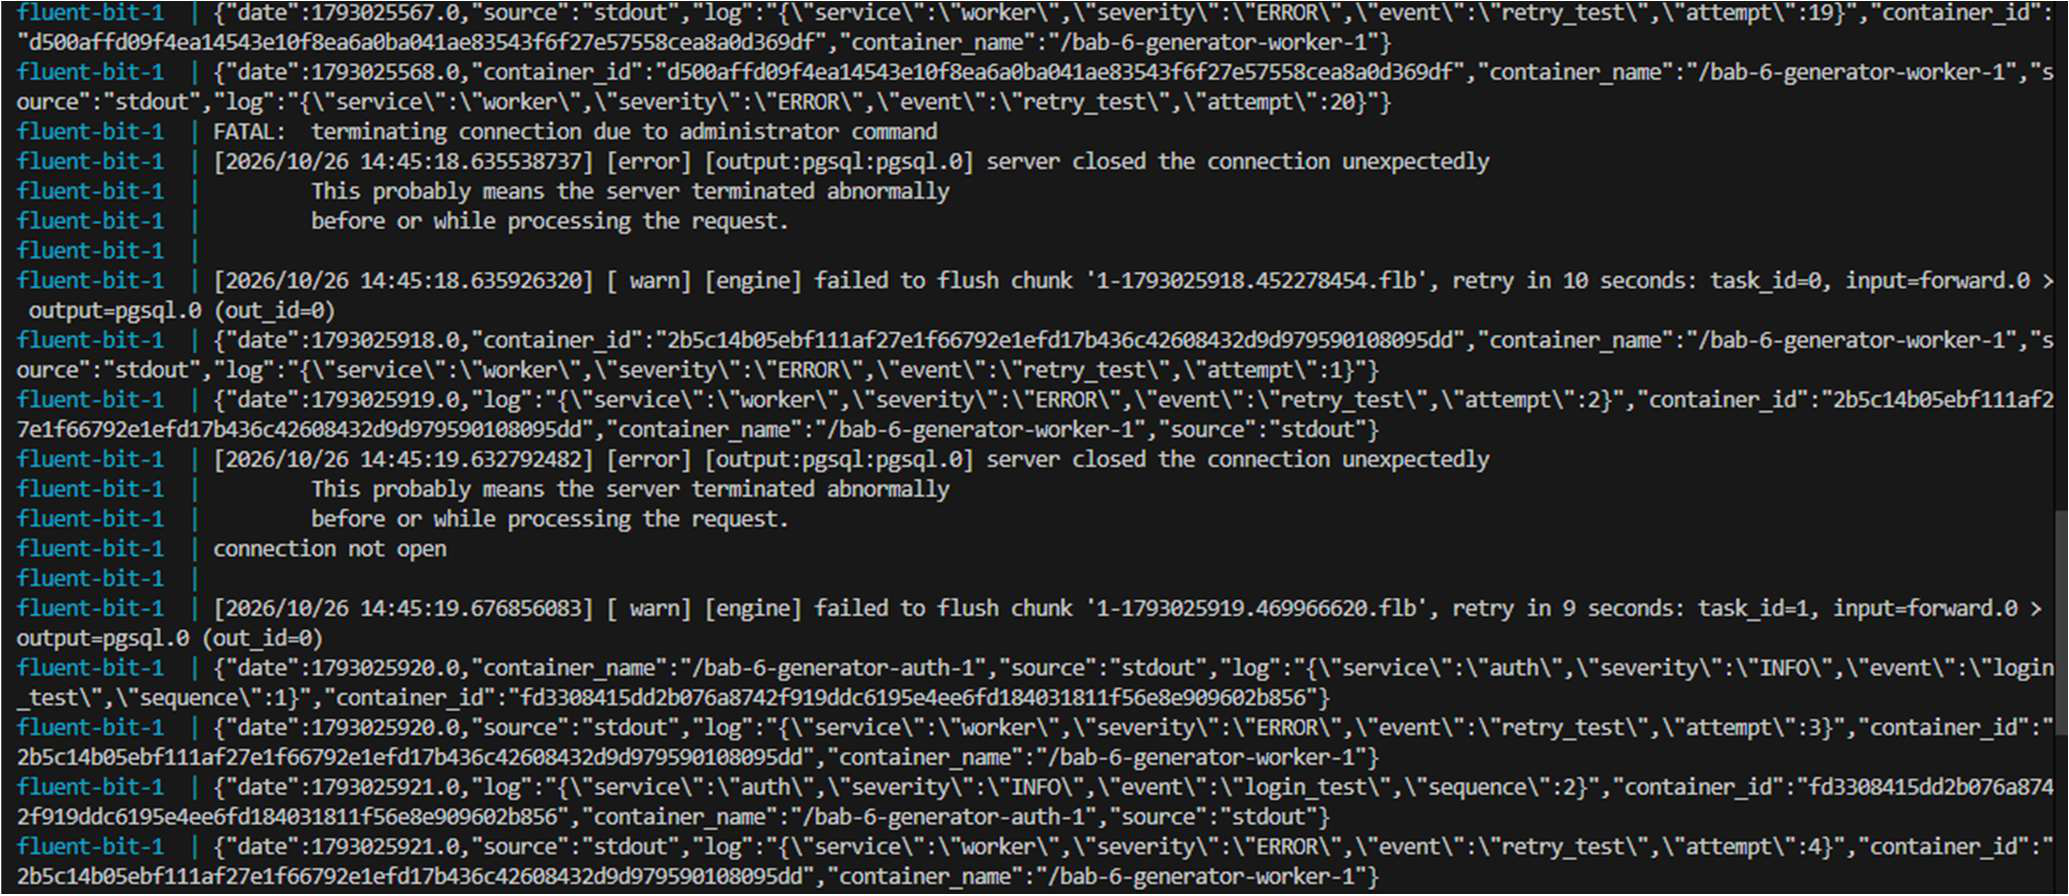 fluent-bit-1  | {"date":1793025567.0,"source":"stdout","log":"{\"service\":\"worker\",\"severity\":\"ERROR\",\"event\":\"retry_test\",\"attempt\":19}","container_id":
"d500affd09f4ea14543e10f8ea6a0ba041ae83543f6f27e57558cea8a0d369df","container_name":"/bab-6-generator-worker-1"}
fluent-bit-1  | {"date":1793025568.0,"container_id":"d500affd09f4ea14543e10f8ea6a0ba041ae83543f6f27e57558cea8a0d369df","container_name":"/bab-6-generator-worker-1","s
ource":"stdout","log":"{\"service\":\"worker\",\"severity\":\"ERROR\",\"event\":\"retry_test\",\"attempt\":20}"}
fluent-bit-1  | FATAL:  terminating connection due to administrator command
fluent-bit-1  | [2026/10/26 14:45:18.635538737] [error] [output:pgsql:pgsql.0] server closed the connection unexpectedly
fluent-bit-1  |         This probably means the server terminated abnormally
fluent-bit-1  |         before or while processing the request.
fluent-bit-1  |
fluent-bit-1  | [2026/10/26 14:45:18.635926320] [ warn] [engine] failed to flush chunk '1-1793025918.452278454.flb', retry in 10 seconds: task_id=0, input=forward.0 >
 output=pgsql.0 (out_id=0)
fluent-bit-1  | {"date":1793025918.0,"container_id":"2b5c14b05ebf111af27e1f66792e1efd17b436c42608432d9d979590108095dd","container_name":"/bab-6-generator-worker-1","s
ource":"stdout","log":"{\"service\":\"worker\",\"severity\":\"ERROR\",\"event\":\"retry_test\",\"attempt\":1}"}
fluent-bit-1  | {"date":1793025919.0,"log":"{\"service\":\"worker\",\"severity\":\"ERROR\",\"event\":\"retry_test\",\"attempt\":2}","container_id":"2b5c14b05ebf111af2
7e1f66792e1efd17b436c42608432d9d979590108095dd","container_name":"/bab-6-generator-worker-1","source":"stdout"}
fluent-bit-1  | [2026/10/26 14:45:19.632792482] [error] [output:pgsql:pgsql.0] server closed the connection unexpectedly
fluent-bit-1  |         This probably means the server terminated abnormally
fluent-bit-1  |         before or while processing the request.
fluent-bit-1  | connection not open
fluent-bit-1  |
fluent-bit-1  | [2026/10/26 14:45:19.676856083] [ warn] [engine] failed to flush chunk '1-1793025919.469966620.flb', retry in 9 seconds: task_id=1, input=forward.0 >
output=pgsql.0 (out_id=0)
fluent-bit-1  | {"date":1793025920.0,"container_name":"/bab-6-generator-auth-1","source":"stdout","log":"{\"service\":\"auth\",\"severity\":\"INFO\",\"event\":\"login
_test\",\"sequence\":1}","container_id":"fd3308415dd2b076a8742f919ddc6195e4ee6fd184031811f56e8e909602b856"}
fluent-bit-1  | {"date":1793025920.0,"source":"stdout","log":"{\"service\":\"worker\",\"severity\":\"ERROR\",\"event\":\"retry_test\",\"attempt\":3}","container_id":"
2b5c14b05ebf111af27e1f66792e1efd17b436c42608432d9d979590108095dd","container_name":"/bab-6-generator-worker-1"}
fluent-bit-1  | {"date":1793025921.0,"log":"{\"service\":\"auth\",\"severity\":\"INFO\",\"event\":\"login_test\",\"sequence\":2}","container_id":"fd3308415dd2b076a874
2f919ddc6195e4ee6fd184031811f56e8e909602b856","container_name":"/bab-6-generator-auth-1","source":"stdout"}
fluent-bit-1  | {"date":1793025921.0,"source":"stdout","log":"{\"service\":\"worker\",\"severity\":\"ERROR\",\"event\":\"retry_test\",\"attempt\":4}","container_id":"
2b5c14b05ebf111af27e1f66792e1efd17b436c42608432d9d979590108095dd","container_name":"/bab-6-generator-worker-1"}